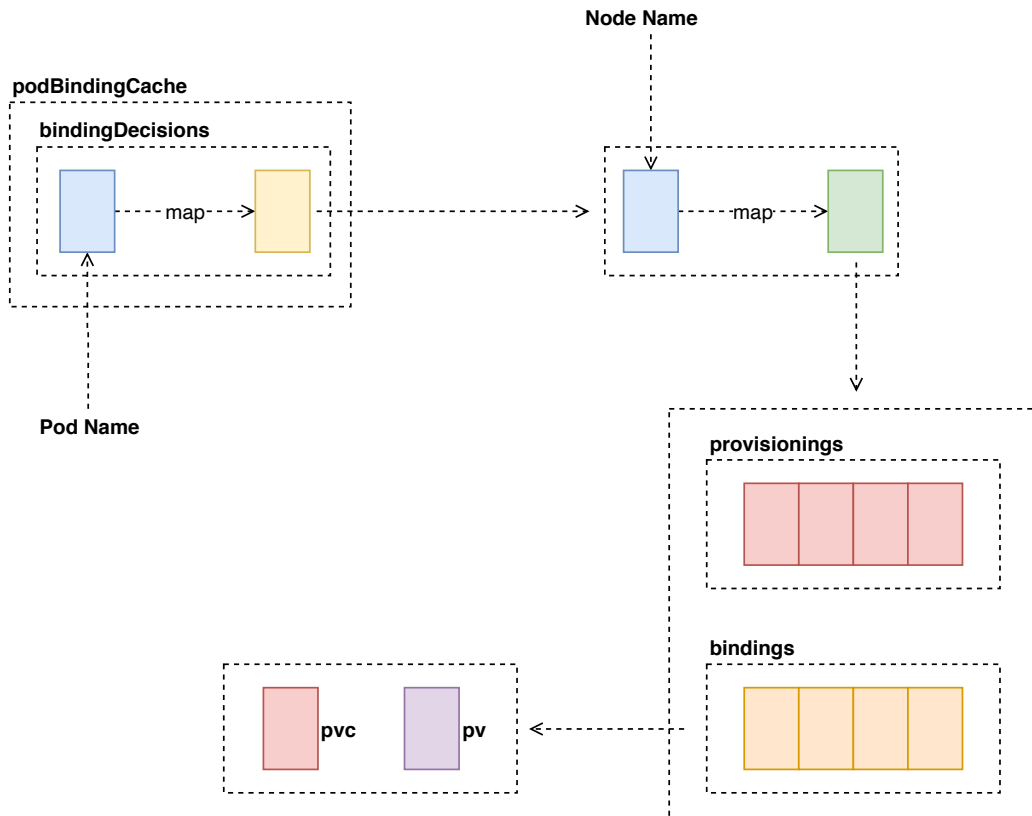 Node Name
podBindingCache
bindingDecisions
map
map
Pod Name
provisionings
bindings
pvc
pv